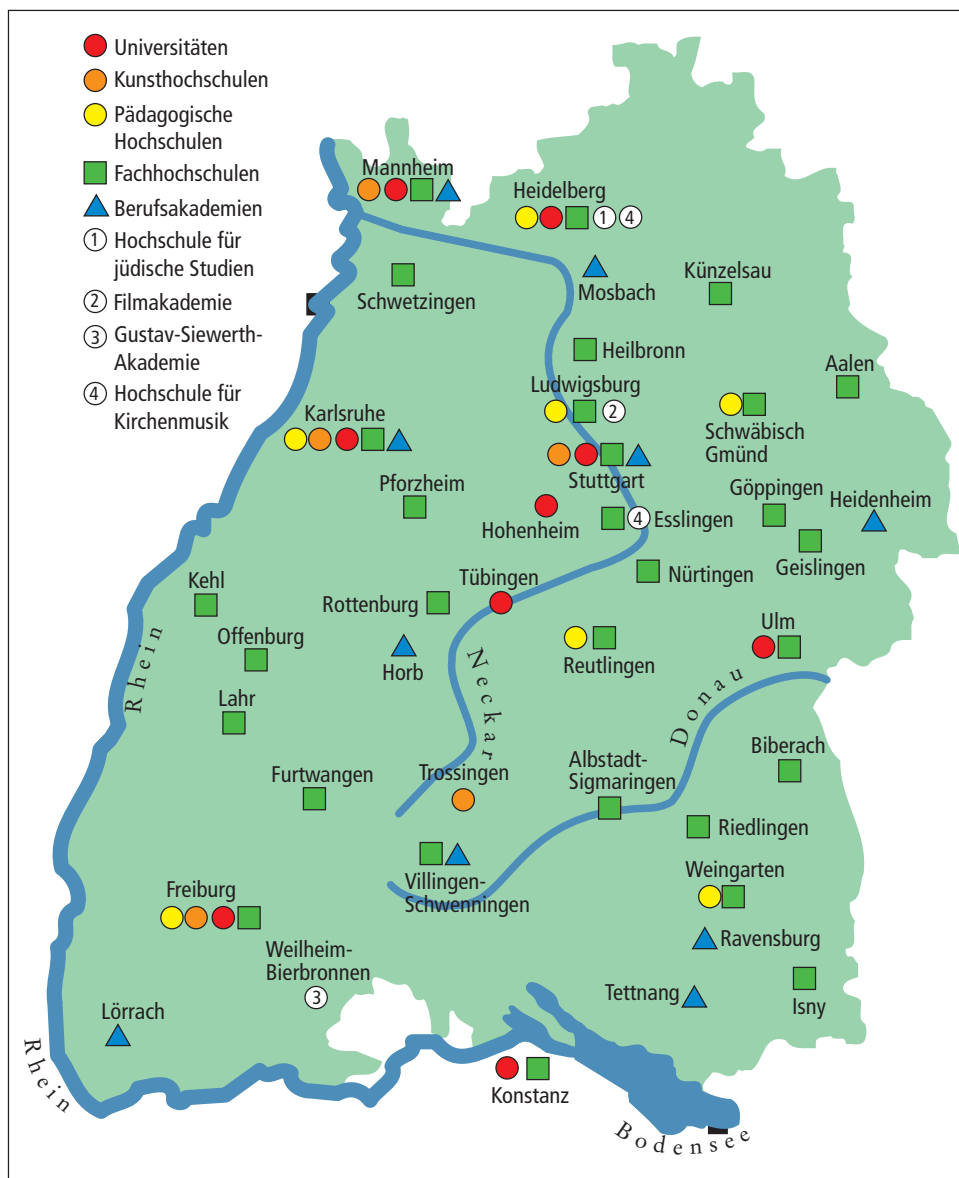 Universitäten
Kunsthochschulen
Pädagogische
Hochschulen
Fachhochschulen
Berufsakademien
1 Hochschule für
jüdische Studien
2 Filmakademie
3 Gustav-Siewerth-
Akademie
4 Hochschule für
Kirchenmusik
Mannheim
Heidelberg
1 4
Schwetzingen
Mosbach
Künzelsau
Heilbronn
Aalen
Ludwigsburg
2
Karlsruhe
Schwäbisch
Gmünd
Stuttgart
Pforzheim
Göppingen
Heidenheim
Hohenheim
4 Esslingen
Geislingen
Nürtingen
Kehl
Tübingen
Rottenburg
Ulm
Offenburg
Horb
Reutlingen
Rhein
Neckar
Donau
Lahr
Biberach
Furtwangen
Trossingen
Albstadt-
Sigmaringen
Riedlingen
Villingen-
Schwenningen
Weingarten
Freiburg
Ravensburg
Weilheim-
Bierbronnen
3
Tettnang
Isny
Lörrach
Rhein
Konstanz
Bodensee